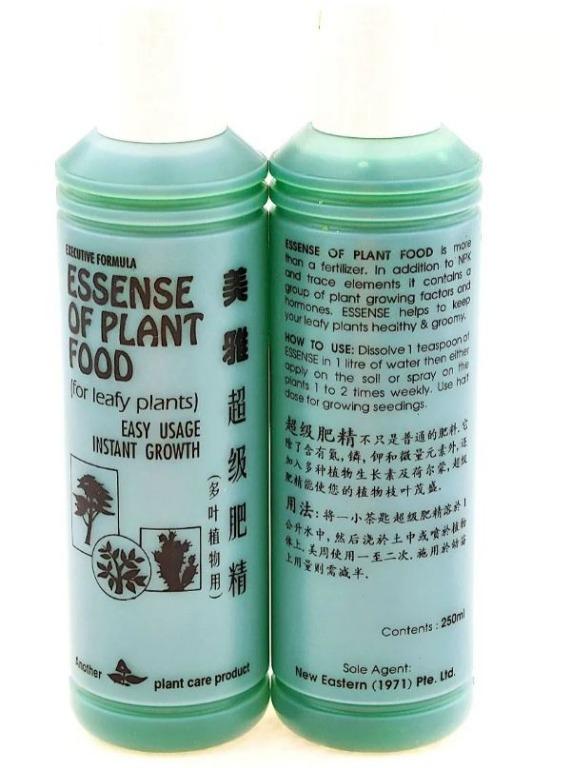 EXECUTIVE FORMULA
ESSENSE
OF PLANT
FOOD
(for leafy plants)
EASY USAGE
INSTANT GROWTH
美雅超级肥精
(多叶植物用)
Another plant care product
ESSENSE OF PLANT FOOD is more
than a fertilizer. In addition to NPK
and trace elements it contains a
group of plant growing factors and
hormones. ESSENSE helps to keep
your leafy plants healthy & groomy.
HOW TO USE: Dissolve 1 teaspoon of
ESSENSE in 1 litre of water then either
apply on the soil or spray on the
plants 1 to 2 times weekly. Use half
dose for growing seedings.
超级肥精不只是普通的肥料.它
除了含有氮,磷,钾和微量元素外,还
加入多种植物生长素及荷尔蒙,超级
肥精能使您的植物枝叶茂盛.
用法:将一小茶匙超级肥精溶於1
公升水中,然后浇於土中或喷於植物
体上.美周使用一至二次.施用於幼苗
上用量则需减半.
Contents : 250ml
Sole Agent:
New Eastern (1971) Pte. Ltd.